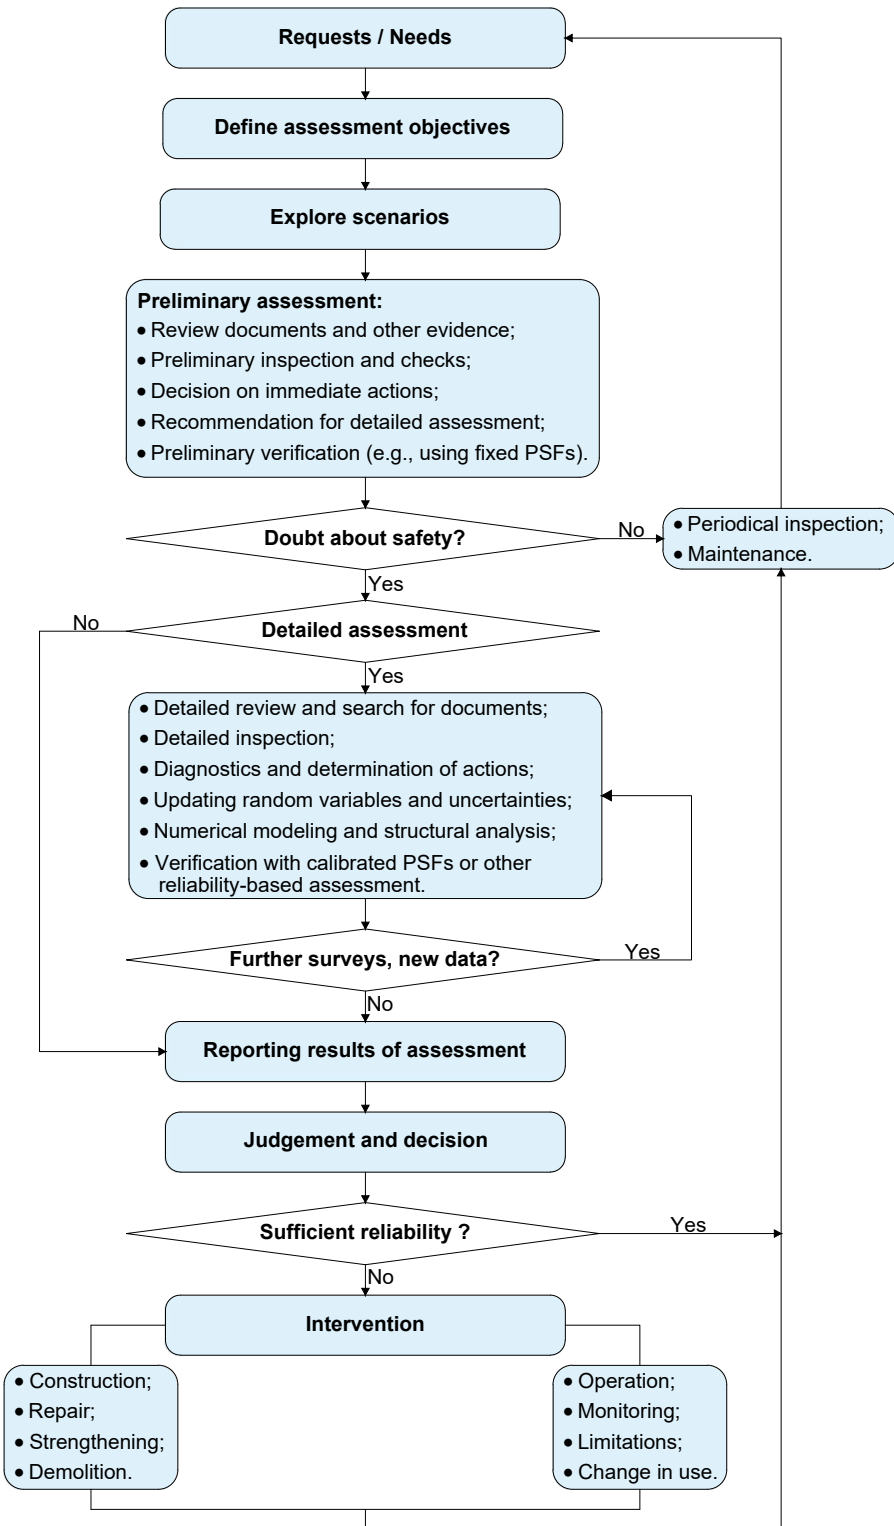 Requests / Needs
Define assessment objectives
Explore scenarios
Preliminary assessment:
• Review documents and other evidence;
• Preliminary inspection and checks;
• Decision on immediate actions;
• Recommendation for detailed assessment;
• Preliminary verification (e.g., using fixed PSFs).
Doubt about safety?
No
• Periodical inspection;
• Maintenance.
Yes
No
Detailed assessment
Yes
• Detailed review and search for documents;
• Detailed inspection;
• Diagnostics and determination of actions;
• Updating random variables and uncertainties;
• Numerical modeling and structural analysis;
• Verification with calibrated PSFs or other
reliability-based assessment.
Further surveys, new data?
Yes
No
Reporting results of assessment
Judgement and decision
Sufficient reliability ?
Yes
No
Intervention
• Construction;
• Repair;
• Strengthening;
• Demolition.
• Operation;
• Monitoring;
• Limitations;
• Change in use.